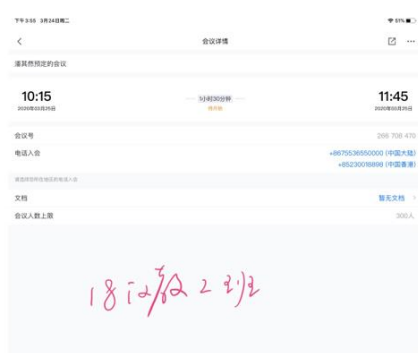 下午3:50 3月24日周二 51%
会议详情
潘其然预定的会议
10:15 1小时30分钟 11:45
2020年03月25日 待开始 2020年03月25日
会议号 266 706 470
电话入会 +8675536550000 (中国大陆)
+85230018898 (中国香港)
请选择您所在地区的电话入会
文档 暂无文档
会议人数上限 300人
18汉教2班